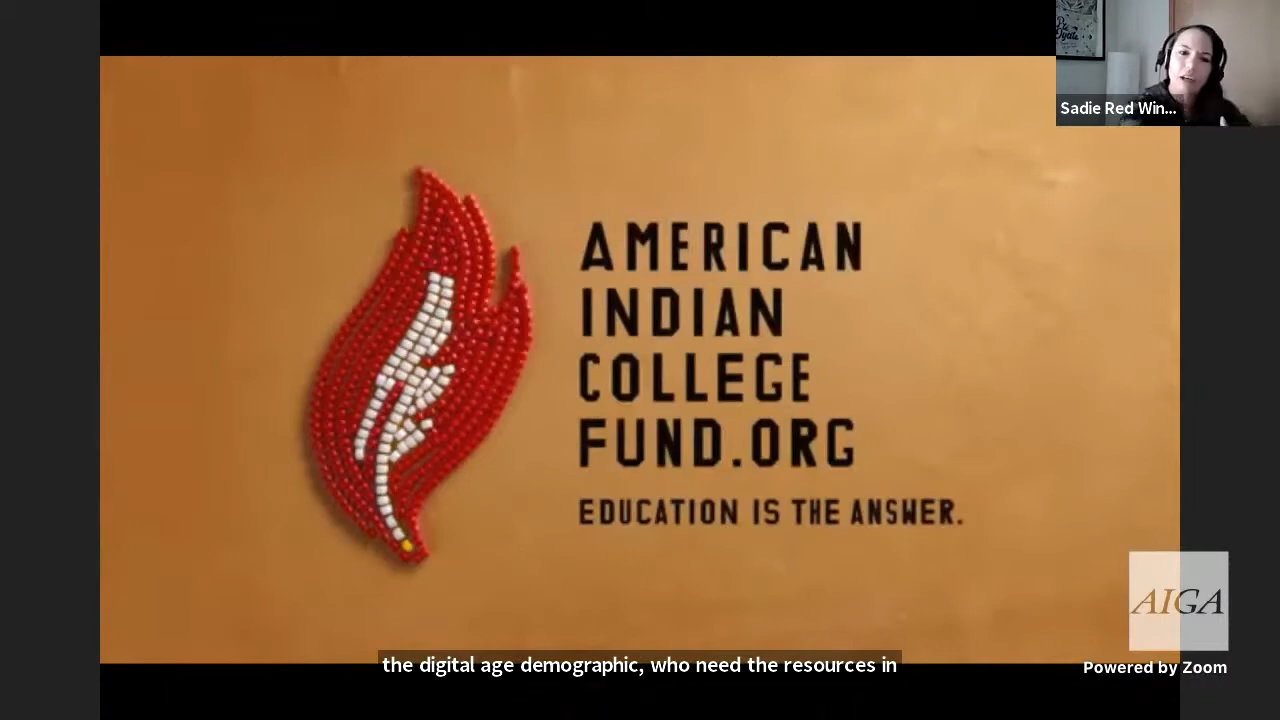 Sadie Red Win...
AMERICAN
INDIAN
COLLEGE
FUND.ORG
EDUCATION IS THE ANSWER.
AIGA
the digital age demographic, who need the resources in
Powered by Zoom